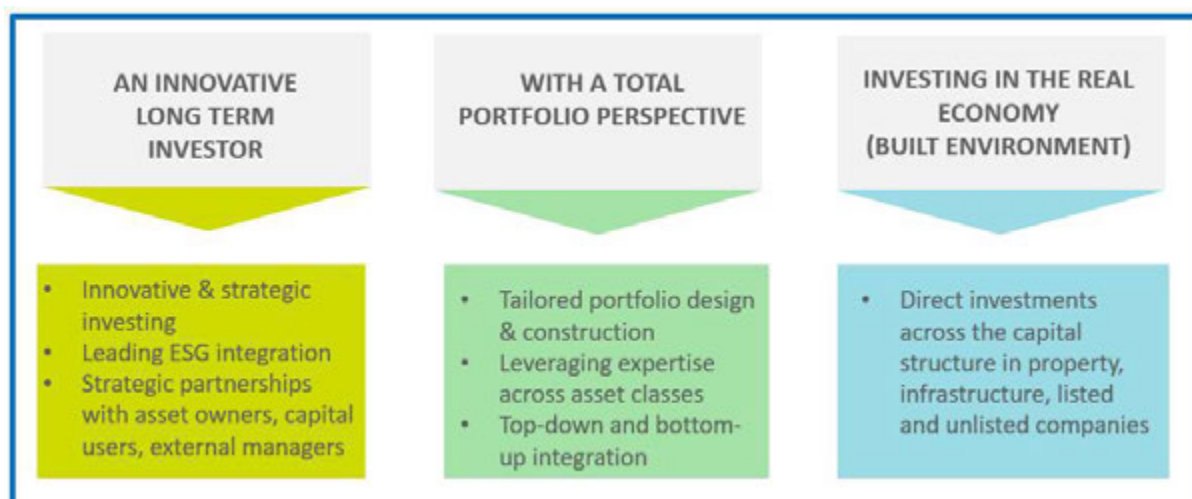 AN INNOVATIVE
LONG TERM
INVESTOR
• Innovative & strategic
investing
• Leading ESG integration
• Strategic partnerships
with asset owners, capital
users, external managers
WITH A TOTAL
PORTFOLIO PERSPECTIVE
• Tailored portfolio design
& construction
• Leveraging expertise
across asset classes
• Top-down and bottom-
up integration
INVESTING IN THE REAL
ECONOMY
(BUILT ENVIRONMENT)
• Direct investments
across the capital
structure in property,
infrastructure, listed
and unlisted companies